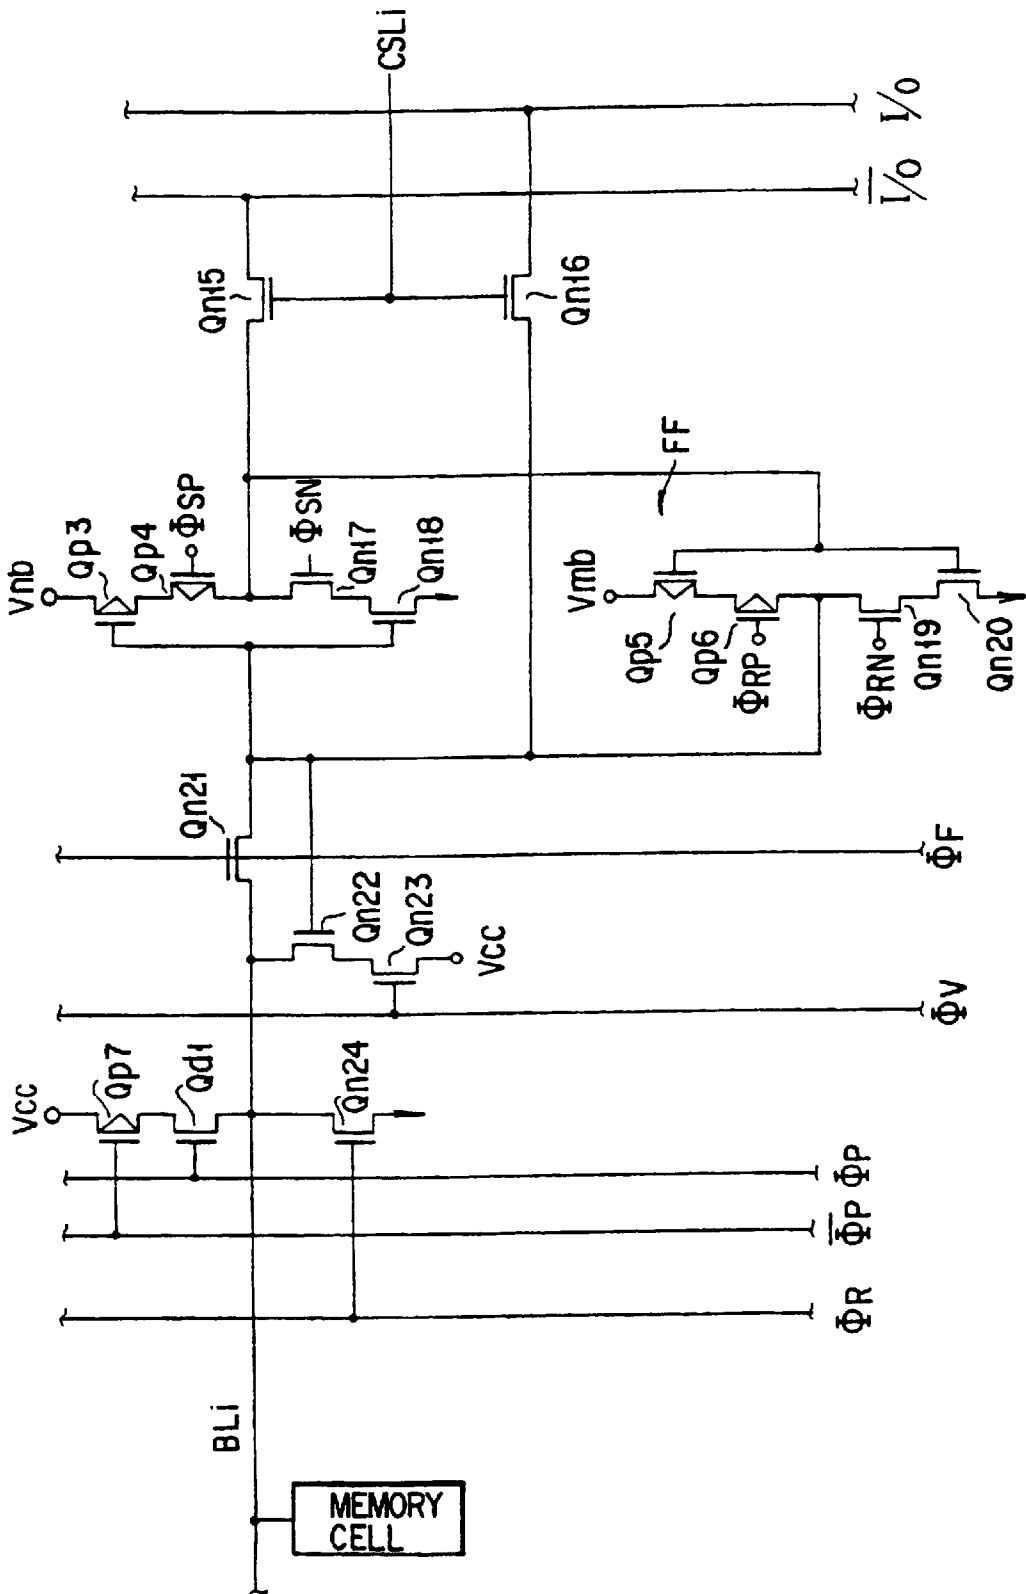 CSLi
I/O
I/O
Qn15
Qn16
Vnb
Qp3
Qp4
ΦSP
ΦSN
Qn17
Qn18
FF
Vmb
Qp5
Qp6
ΦRP
ΦRN
Qn19
Qn20
Qn21
ΦF
Qn22
Qn23
VCC
ΦV
VCC
Qp7
Qd1
Qn24
ΦP
ΦP
ΦR
BLi
MEMORY
CELL